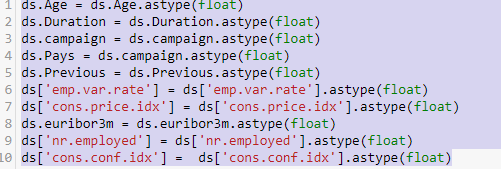 1 ds.Age = ds.Age.astype(float)
2 ds.Duration = ds.Duration.astype(float)
3 ds.campaign = ds.campaign.astype(float)
4 ds.Pays = ds.campaign.astype(float)
5 ds.Previous = ds.Previous.astype(float)
6 ds['emp.var.rate'] = ds['emp.var.rate'].astype(float)
7 ds['cons.price.idx'] = ds['cons.price.idx'].astype(float)
8 ds.euribor3m = ds.euribor3m.astype(float)
9 ds['nr.employed'] = ds['nr.employed'].astype(float)
10 ds['cons.conf.idx'] =  ds['cons.conf.idx'].astype(float)